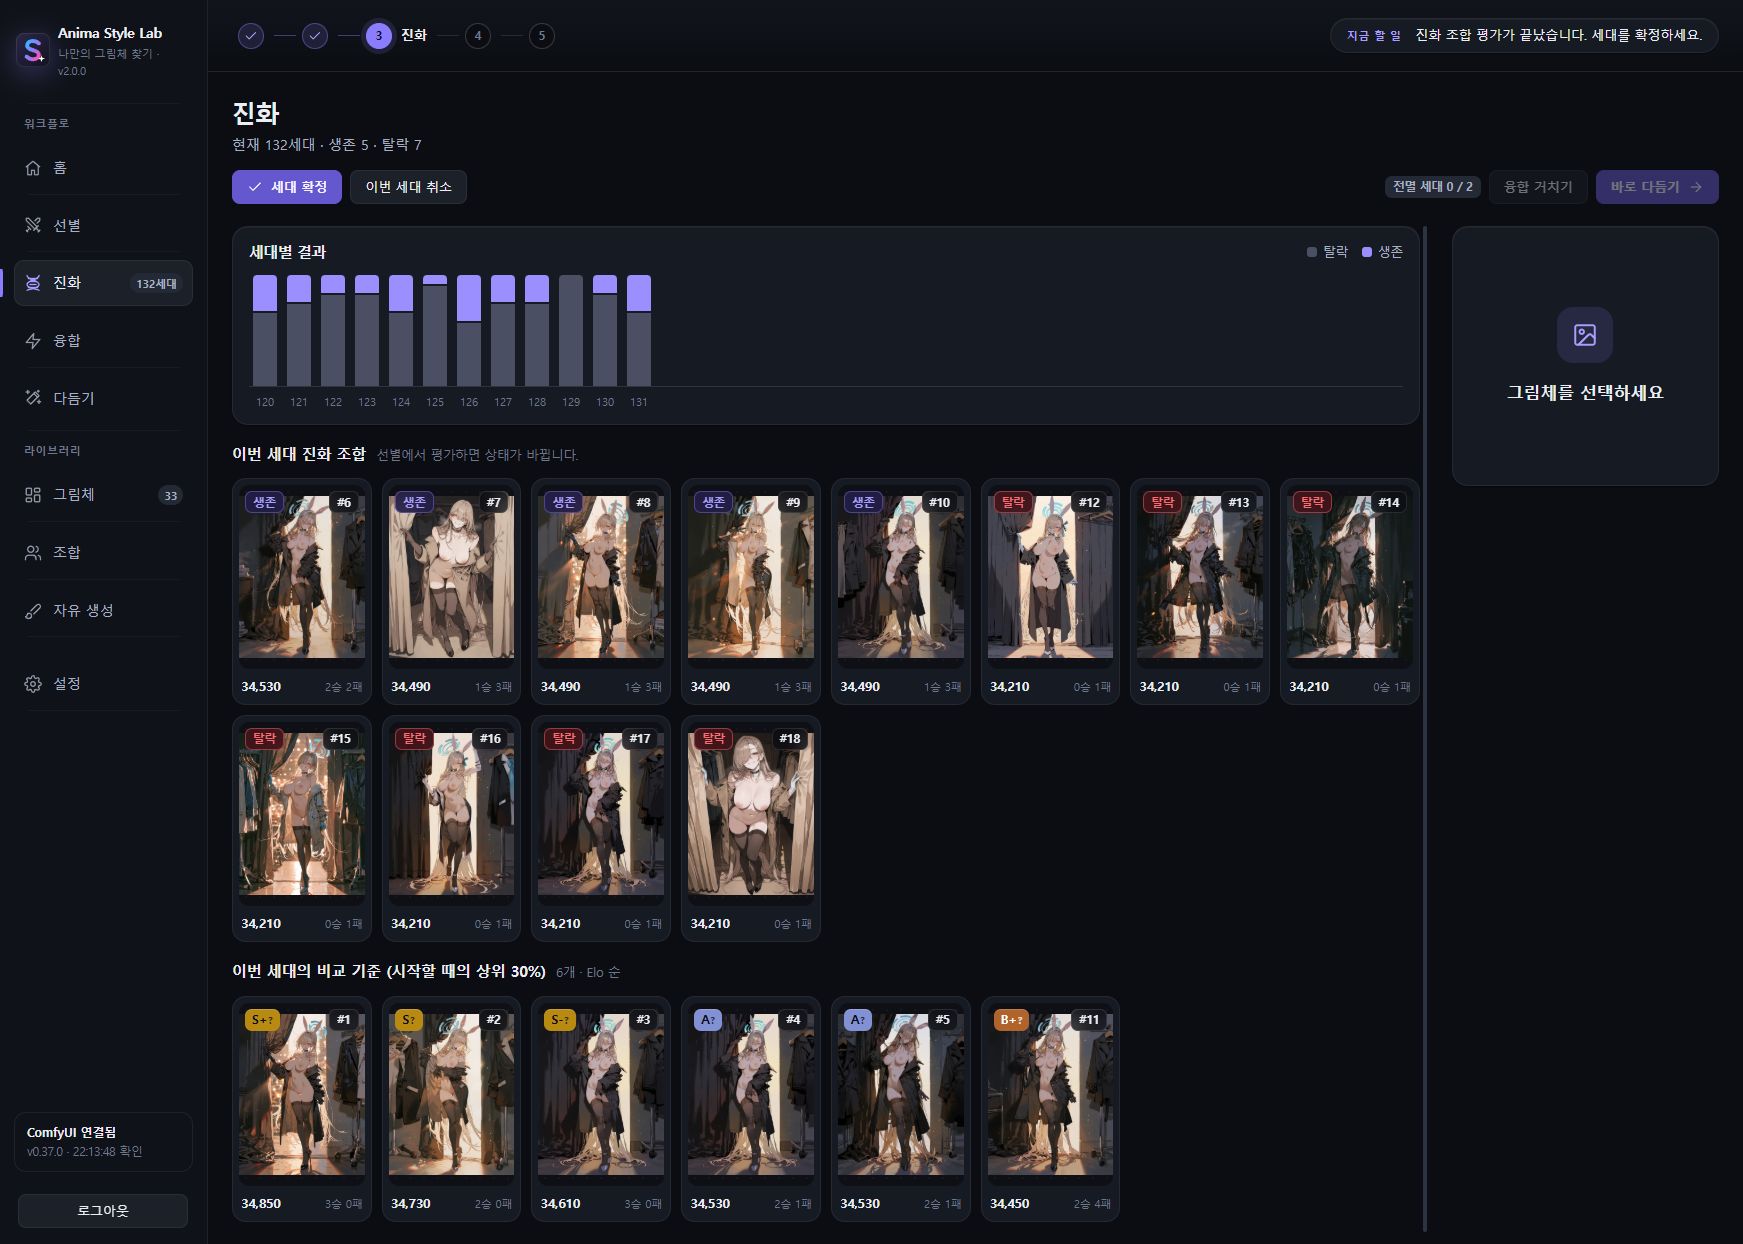 Anima Style Lab
나만의 그림체 찾기 ·
v2.0.0
3 진화 4 5
지금 할 일 진화 조합 평가가 끝났습니다. 세대를 확정하세요.
워크플로
홈
선별
진화 132세대
융합
다듬기
라이브러리
그림체 33
조합
자유 생성
설정
ComfyUI 연결됨
v0.37.0 · 22:13:48 확인
로그아웃
진화
현재 132세대 · 생존 5 · 탈락 7
세대 확정 이번 세대 취소
전멸 세대 0 / 2 융합 거치기 바로 다듬기
세대별 결과 탈락 생존
120 121 122 123 124 125 126 127 128 129 130 131
그림체를 선택하세요
이번 세대 진화 조합 선별에서 평가하면 상태가 바뀝니다.
생존 #6 생존 #7 생존 #8 생존 #9 생존 #10 탈락 #12 탈락 #13 탈락 #14
34,530 2승 2패 34,490 1승 3패 34,490 1승 3패 34,490 1승 3패 34,490 1승 3패 34,210 0승 1패 34,210 0승 1패 34,210 0승 1패
탈락 #15 탈락 #16 탈락 #17 탈락 #18
34,210 0승 1패 34,210 0승 1패 34,210 0승 1패 34,210 0승 1패
이번 세대의 비교 기준 (시작할 때의 상위 30%) 6개 · Elo 순
S+? #1 S? #2 S-? #3 A? #4 A? #5 B+? #11
34,850 3승 0패 34,730 2승 0패 34,610 3승 0패 34,530 2승 1패 34,530 2승 1패 34,450 2승 4패